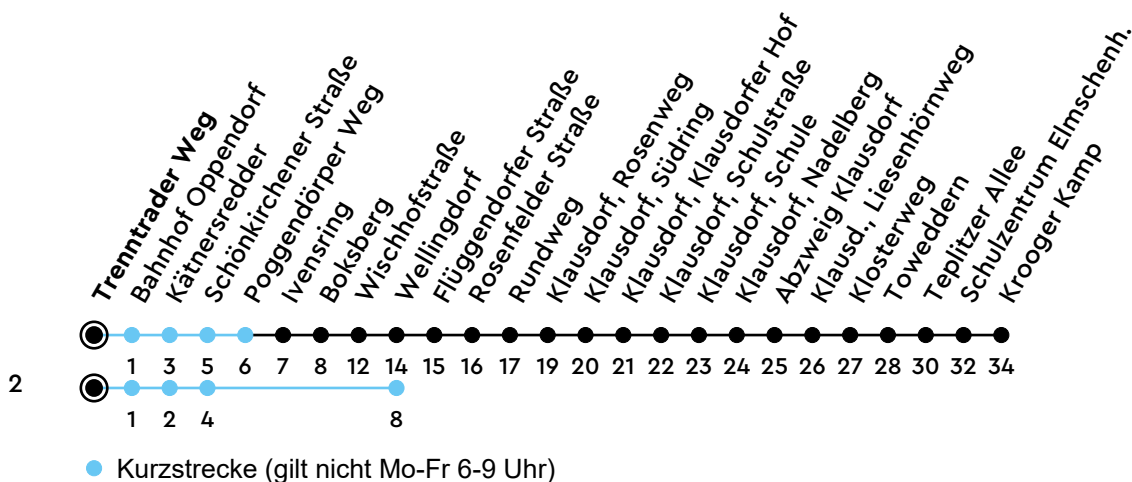 Trenntrader Weg
Bahnhof Oppendorf
Kätnersredder
Schönkirchener Straße
Poggendörper Weg
Ivensring
Boksberg
Wischhofstraße
Wellingdorf
Flüggendorfer Straße
Rosenfelder Straße
Rundweg
Klausdorf, Rosenweg
Klausdorf, Südring
Klausdorf, Klausdorfer Hof
Klausdorf, Schulstraße
Klausdorf, Schule
Klausdorf, Nadelberg
Abzweig Klausdorf
Klausd., Liesenhörnweg
Klosterweg
Toweddern
Teplitzer Allee
Schulzentrum Elmschenh.
Krooger Kamp
1 3 5 6 7 8 12 14 15 16 17 19 20 21 22 23 24 25 26 27 28 30 32 34
2
1 2 4 8
Kurzstrecke (gilt nicht Mo-Fr 6-9 Uhr)